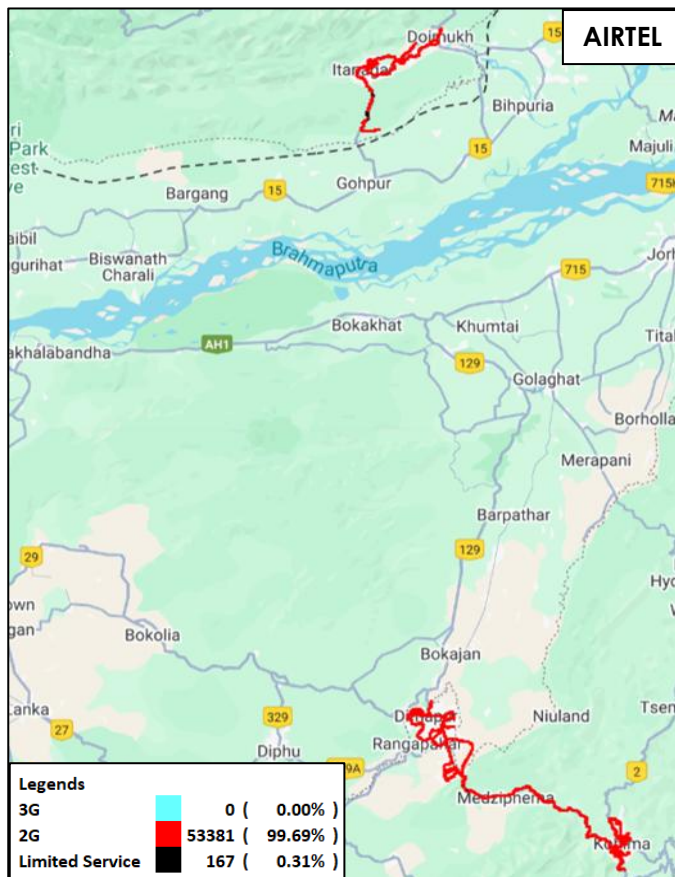 AIRTEL
Doimukh
15
Itanagar
Bihpuria
Majuli
15
715K
Gohpur
15
Bargang
Park
Biswanath
Charali
Brahmaputra
715
Bokakhat
Khumtai
AH1
129
Golaghat
Borholla
Merapani
Barpathar
129
29
Bokolia
Bokajan
329
27
Dimapur
Niuland
Rangapahar
Diphu
2
Medziphema
Kohima
Legends
3G 0 ( 0.00% )
2G 53381 ( 99.69% )
Limited Service 167 ( 0.31% )